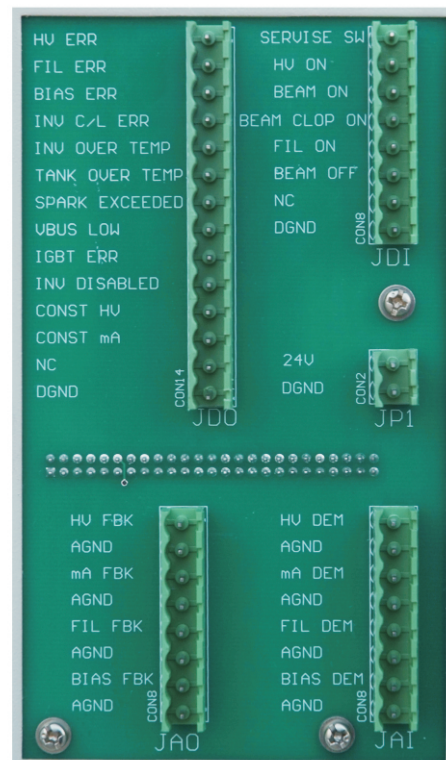 HV ERR
FIL ERR
BIAS ERR
INV C/L ERR
INV OVER TEMP
TANK OVER TEMP
SPARK EXCEEDED
VBUS LOW
IGBT ERR
INV DISABLED
CONST HV
CONST mA
NC
DGND
CON14
JDO
SERVISE SW
HV ON
BEAM ON
BEAM CLOP ON
FIL ON
BEAM OFF
NC
DGND
CON8
JDI
24V
DGND
CON2
JP1
HV FBK
AGND
mA FBK
AGND
FIL FBK
AGND
BIAS FBK
AGND
CON8
JAO
HV DEM
AGND
mA DEM
AGND
FIL DEM
AGND
BIAS DEM
AGND
CON8
JAI